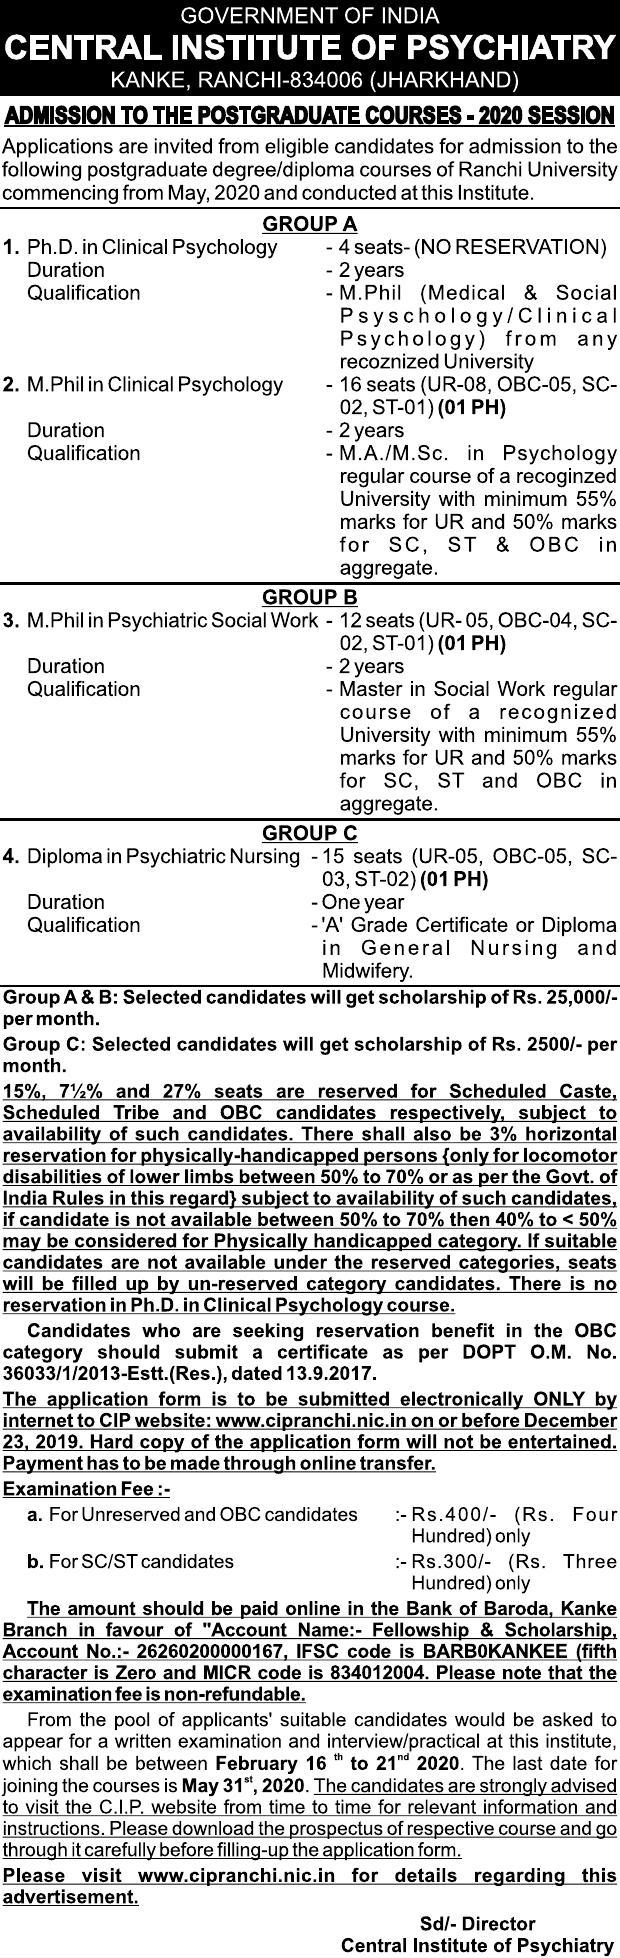 GOVERNMENT OF INDIA
CENTRAL INSTITUTE OF PSYCHIATRY
KANKE, RANCHI-834006 (JHARKHAND)
ADMISSION TO THE POSTGRADUATE COURSES - 2020 SESSION
Applications are invited from eligible candidates for admission to the
following postgraduate degree/diploma courses of Ranchi University
commencing from May, 2020 and conducted at this Institute.
GROUP A
1. Ph.D. in Clinical Psychology - 4 seats- (NO RESERVATION)
Duration - 2 years
Qualification - M.Phil (Medical & Social
Psyschology/Clinical
Psychology) from any
recoznized University
2. M.Phil in Clinical Psychology - 16 seats (UR-08, OBC-05, SC-
02, ST-01) (01 PH)
Duration - 2 years
Qualification - M.A./M.Sc. in Psychology
regular course of a recoginzed
University with minimum 55%
marks for UR and 50% marks
for SC, ST & OBC in
aggregate.
GROUP B
3. M.Phil in Psychiatric Social Work - 12 seats (UR- 05, OBC-04, SC-
02, ST-01) (01 PH)
Duration - 2 years
Qualification - Master in Social Work regular
course of a recognized
University with minimum 55%
marks for UR and 50% marks
for SC, ST and OBC in
aggregate.
GROUP C
4. Diploma in Psychiatric Nursing - 15 seats (UR-05, OBC-05, SC-
03, ST-02) (01 PH)
Duration - One year
Qualification - 'A' Grade Certificate or Diploma
in General Nursing and
Midwifery.
Group A & B: Selected candidates will get scholarship of Rs. 25,000/-
per month.
Group C: Selected candidates will get scholarship of Rs. 2500/- per
month.
15%, 7½% and 27% seats are reserved for Scheduled Caste,
Scheduled Tribe and OBC candidates respectively, subject to
availability of such candidates. There shall also be 3% horizontal
reservation for physically-handicapped persons {only for locomotor
disabilities of lower limbs between 50% to 70% or as per the Govt. of
India Rules in this regard} subject to availability of such candidates,
if candidate is not available between 50% to 70% then 40% to < 50%
may be considered for Physically handicapped category. If suitable
candidates are not available under the reserved categories, seats
will be filled up by un-reserved category candidates. There is no
reservation in Ph.D. in Clinical Psychology course.
Candidates who are seeking reservation benefit in the OBC
category should submit a certificate as per DOPT O.M. No.
36033/1/2013-Estt.(Res.), dated 13.9.2017.
The application form is to be submitted electronically ONLY by
internet to CIP website: www.cipranchi.nic.in on or before December
23, 2019. Hard copy of the application form will not be entertained.
Payment has to be made through online transfer.
Examination Fee :-
a. For Unreserved and OBC candidates :- Rs.400/- (Rs. Four
Hundred) only
b. For SC/ST candidates :- Rs.300/- (Rs. Three
Hundred) only
The amount should be paid online in the Bank of Baroda, Kanke
Branch in favour of "Account Name:- Fellowship & Scholarship,
Account No.:- 26260200000167, IFSC code is BARB0KANKEE (fifth
character is Zero and MICR code is 834012004. Please note that the
examination fee is non-refundable.
From the pool of applicants' suitable candidates would be asked to
appear for a written examination and interview/practical at this institute,
which shall be between February 16 th to 21nd 2020. The last date for
joining the courses is May 31st, 2020. The candidates are strongly advised
to visit the C.I.P. website from time to time for relevant information and
instructions. Please download the prospectus of respective course and go
through it carefully before filling-up the application form.
Please visit www.cipranchi.nic.in for details regarding this
advertisement.
Sd/- Director
Central Institute of Psychiatry